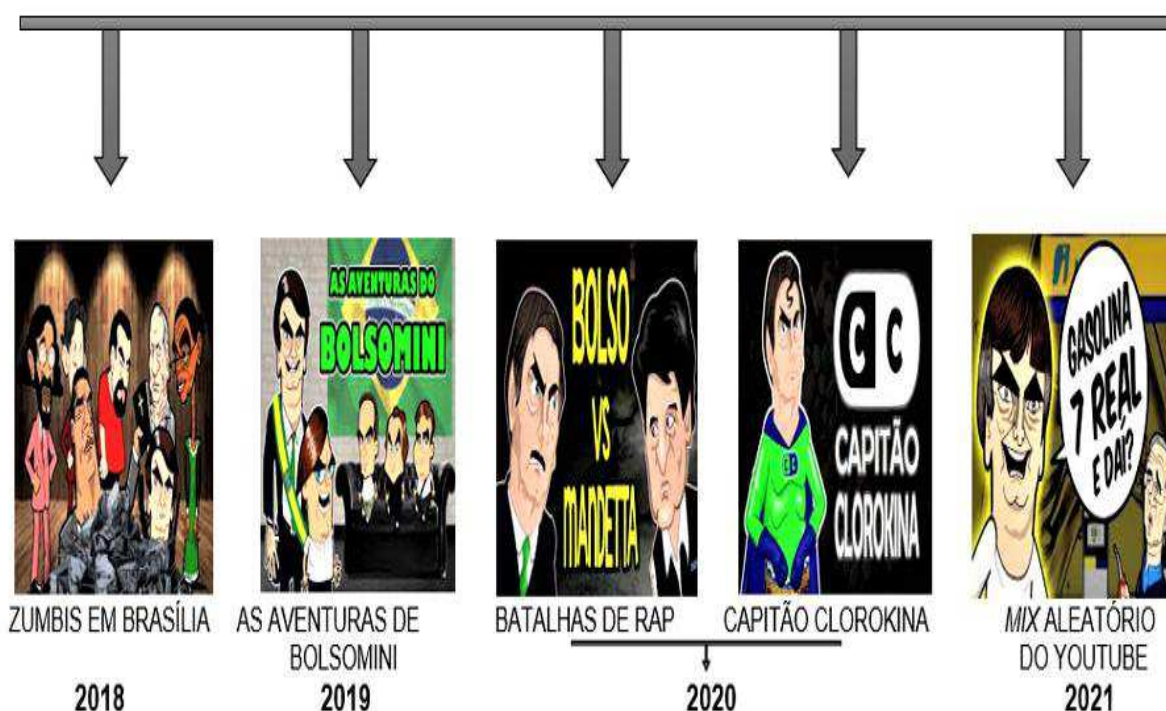 AS AVENTURAS DO
BOLSOMINI
BOLSO
VS
MANDETTA
C C
CC
CAPITÃO
CLOROKINA
GASOLINA
7 REAL
E DAÍ?
ZUMBIS EM BRASÍLIA
AS AVENTURAS DE
BOLSOMINI
BATALHAS DE RAP
CAPITÃO CLOROKINA
MIX ALEATÓRIO
DO YOUTUBE
2018
2019
2020
2021